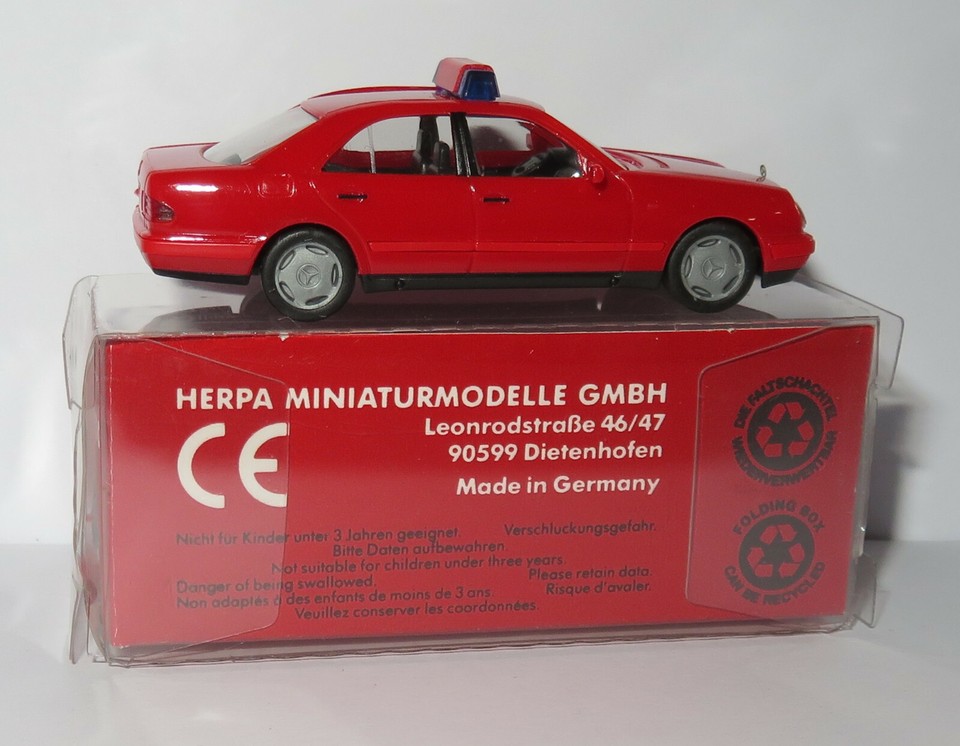 HERPA MINIATURMODELLE GMBH
Leonrodstraße 46/47
90599 Dietenhofen
Made in Germany
CE
Nicht für Kinder unter 3 Jahren geeignet. Verschluckungsgefahr.
Bitte Daten aufbewahren.
Not suitable for children under three years.
Danger of being swallowed. Please retain data.
Non adaptés à des enfants de moins de 3 ans. Risque d'avaler.
Veuillez conserver les coordonnées.
DIE FALTSCHACHTEL
WIEDERVERWERTBAR
FOLDING BOX
CAN BE RECYCLED